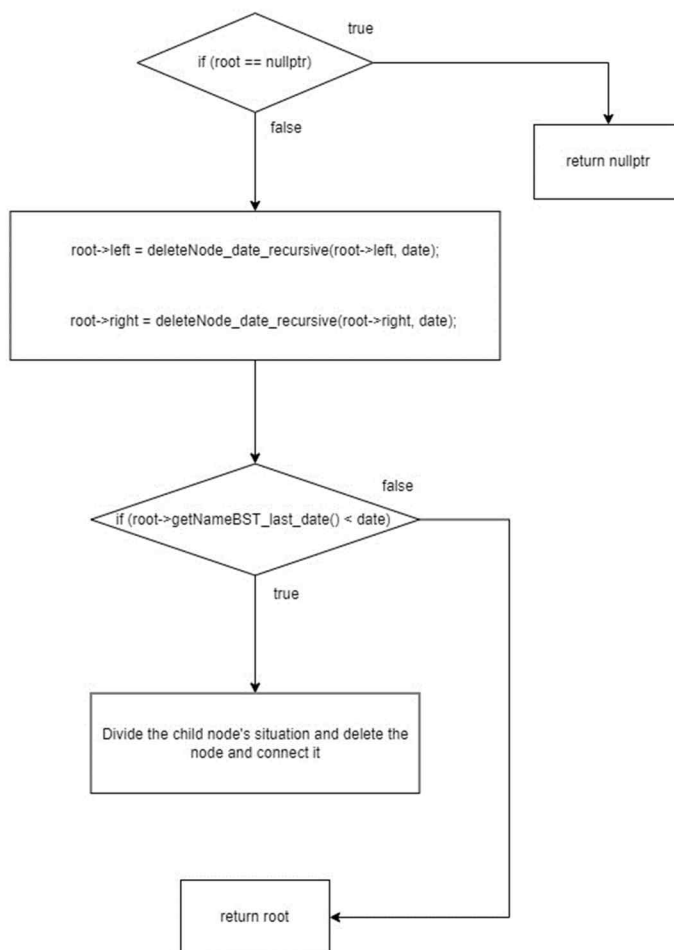 true
if (root == nullptr)
false
return nullptr
root->left = deleteNode_date_recursive(root->left, date);
root->right = deleteNode_date_recursive(root->right, date);
false
if (root->getNameBST_last_date() < date)
true
Divide the child node's situation and delete the
node and connect it
return root